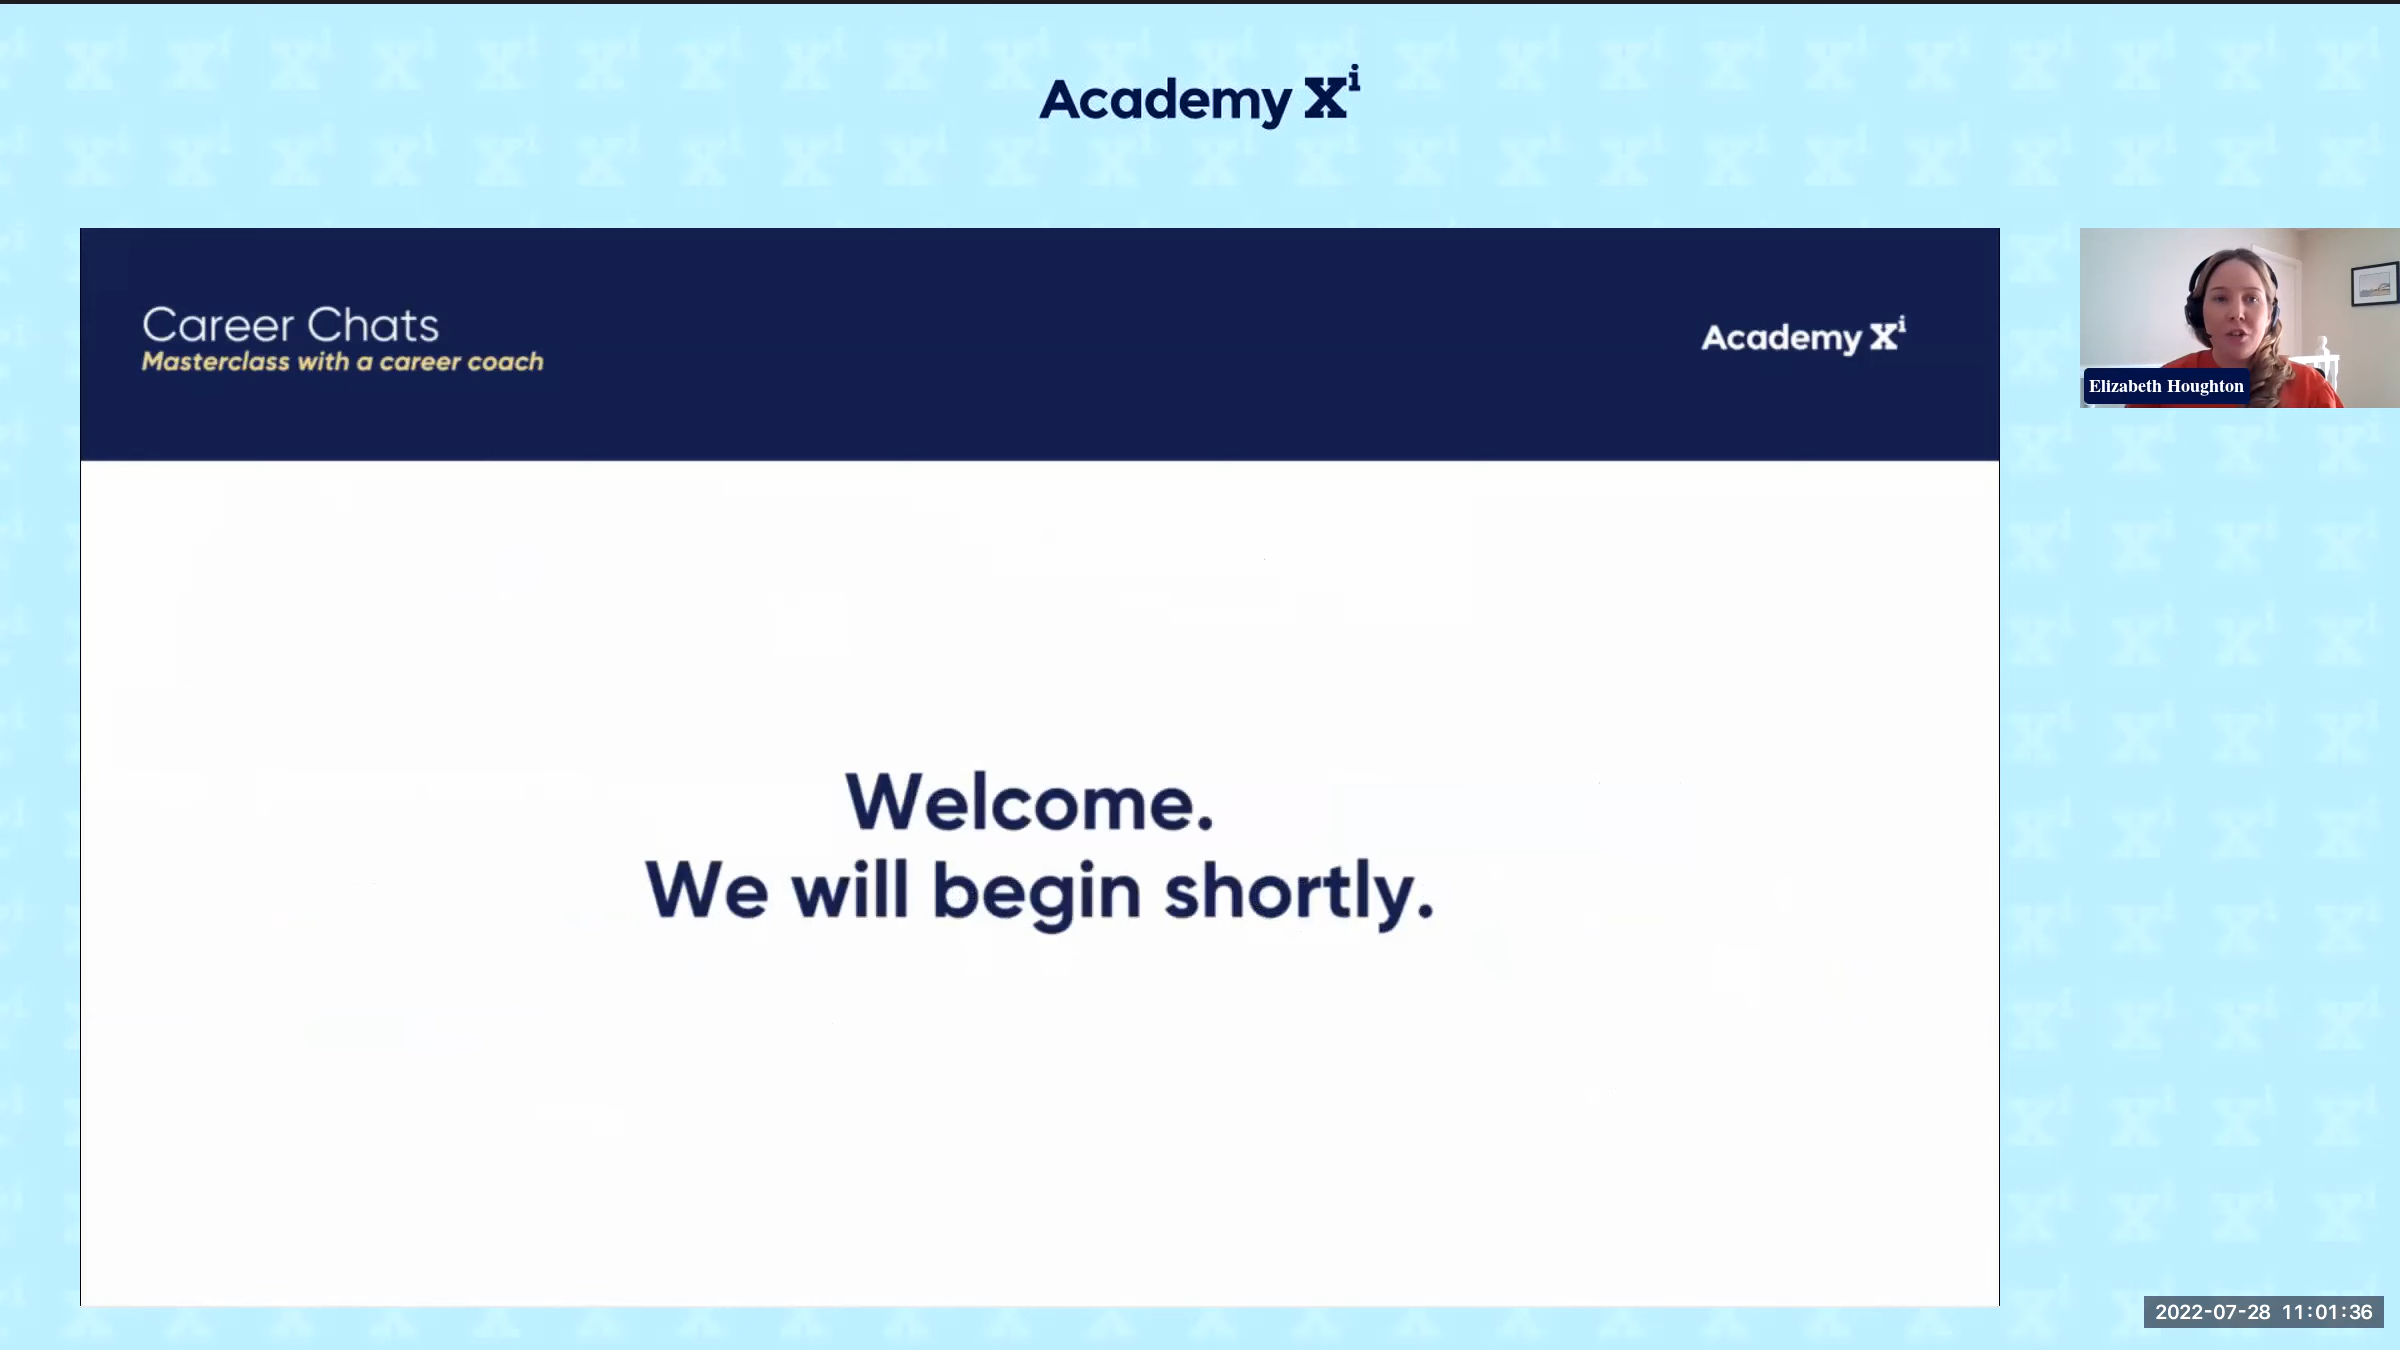 Academy Xi
Career Chats
Masterclass with a career coach
Academy Xi
Elizabeth Houghton
Welcome.
We will begin shortly.
2022-07-28 11:01:36